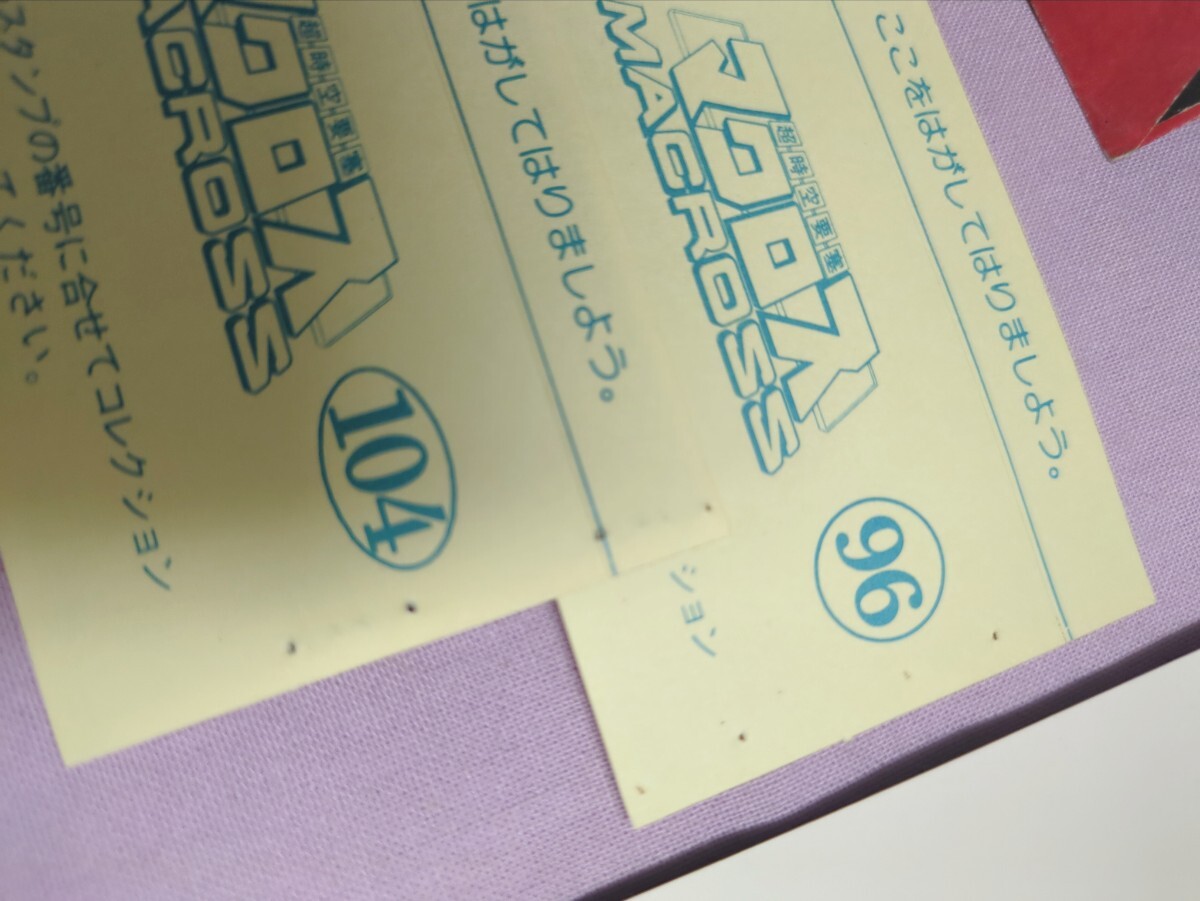 ここをはがしてはりましょう。
超時空要塞
マクロス
MACROSS
96
ション
はがしてはりましょう。
超時空要塞
クロス
ACROSS
104
スタンプの番号に合せてコレクション
てください。